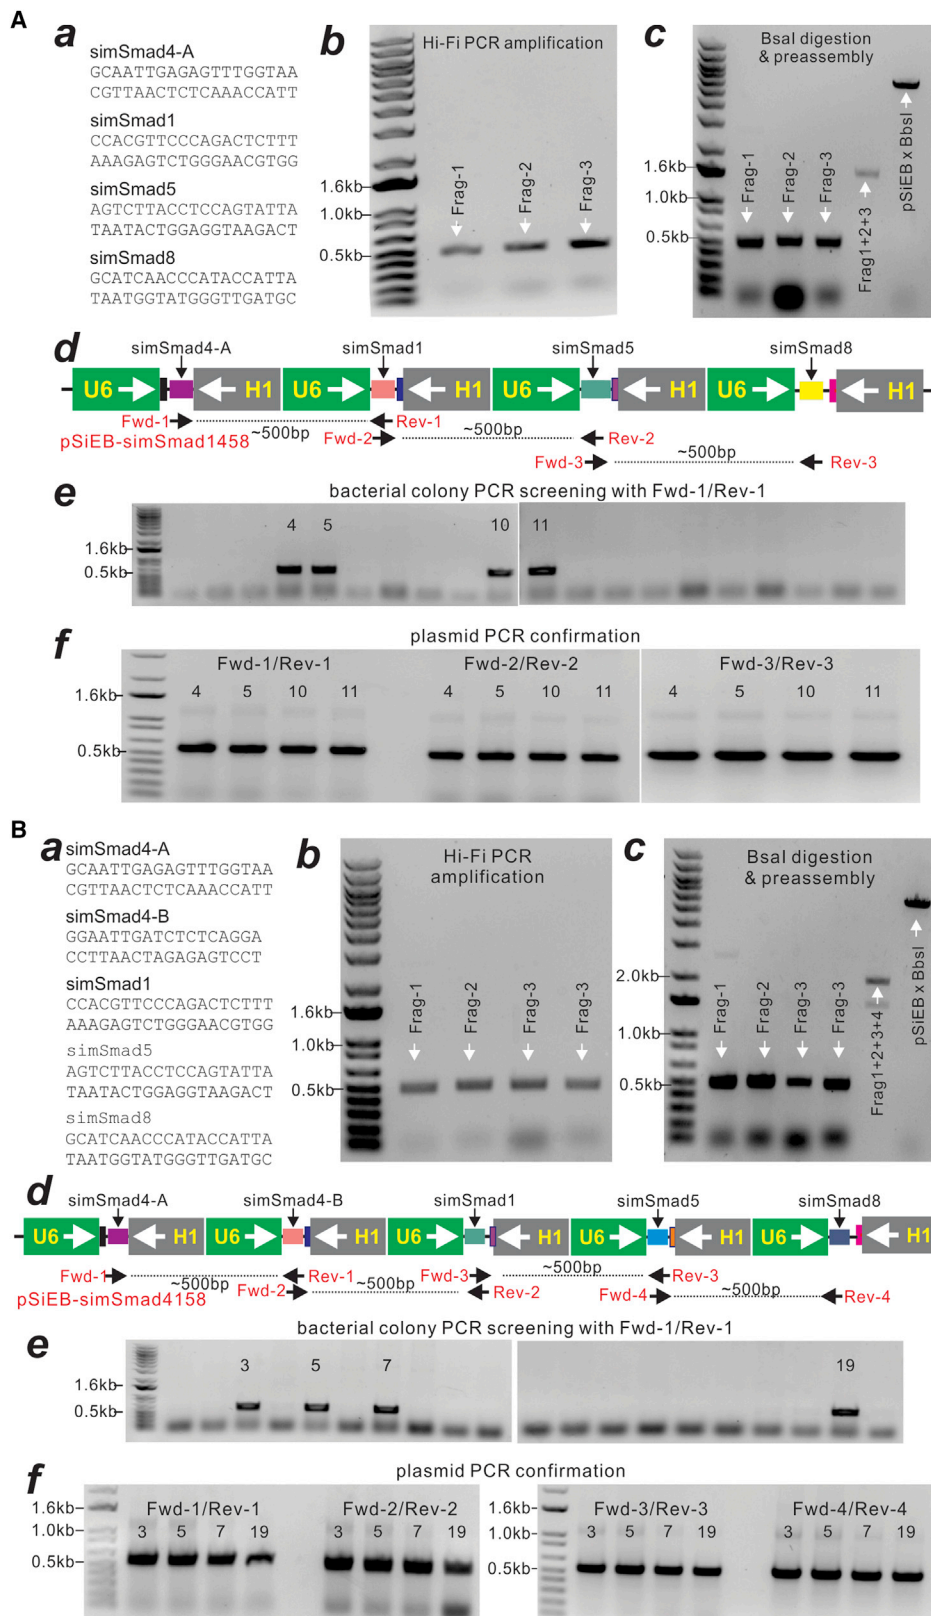 A
a
simSmad4-A
GCAATTGAGAGTTTGGTAA
CGTTAACTCTCAAACCATT
simSmad1
CCACGTTCCCAGACTCTTT
AAAGAGTCTGGGAACGTGG
simSmad5
AGTCTTACCTCCAGTATTA
TAATACTGGAGGTAAGACT
simSmad8
GCATCAACCCATACCATTA
TAATGGTATGGGTTGATGC
b
Hi-Fi PCR amplification
1.6kb
1.0kb
0.5kb
Frag-1
Frag-2
Frag-3
c
BsaI digestion
& preassembly
1.6kb
1.0kb
0.5kb
Frag-1
Frag-2
Frag-3
Frag1+2+3
pSiEB x BbsI
d
simSmad4-A
simSmad1
simSmad5
simSmad8
U6 H1 U6 H1 U6 H1 U6 H1
Fwd-1 ~500bp Rev-1
pSiEB-simSmad1458
Fwd-2 ~500bp Rev-2
Fwd-3 ~500bp Rev-3
e
bacterial colony PCR screening with Fwd-1/Rev-1
4 5 10 11
1.6kb
0.5kb
f
plasmid PCR confirmation
Fwd-1/Rev-1 Fwd-2/Rev-2 Fwd-3/Rev-3
4 5 10 11 4 5 10 11 4 5 10 11
1.6kb
0.5kb
B
a
simSmad4-A
GCAATTGAGAGTTTGGTAA
CGTTAACTCTCAAACCATT
simSmad4-B
GGAATTGATCTCTCAGGA
CCTTAACTAGAGAGTCCT
simSmad1
CCACGTTCCCAGACTCTTT
AAAGAGTCTGGGAACGTGG
simSmad5
AGTCTTACCTCCAGTATTA
TAATACTGGAGGTAAGACT
simSmad8
GCATCAACCCATACCATTA
TAATGGTATGGGTTGATGC
b
Hi-Fi PCR
amplification
1.6kb
1.0kb
0.5kb
Frag-1
Frag-2
Frag-3
Frag-3
c
BsaI digestion
& preassembly
2.0kb
1.0kb
0.5kb
Frag-1
Frag-2
Frag-3
Frag-3
Frag1+2+3+4
pSiEB x BbsI
d
simSmad4-A
simSmad4-B
simSmad1
simSmad5
simSmad8
U6 H1 U6 H1 U6 H1 U6 H1 U6 H1
Fwd-1 ~500bp Rev-1
pSiEB-simSmad4158
Fwd-2 ~500bp Rev-2
Fwd-3 ~500bp Rev-3
Fwd-4 ~500bp Rev-4
e
bacterial colony PCR screening with Fwd-1/Rev-1
3 5 7 19
1.6kb
0.5kb
f
plasmid PCR confirmation
Fwd-1/Rev-1 Fwd-2/Rev-2
3 5 7 19 3 5 7 19
1.6kb
1.0kb
0.5kb
Fwd-3/Rev-3 Fwd-4/Rev-4
3 5 7 19 3 5 7 19
1.6kb
1.0kb
0.5kb